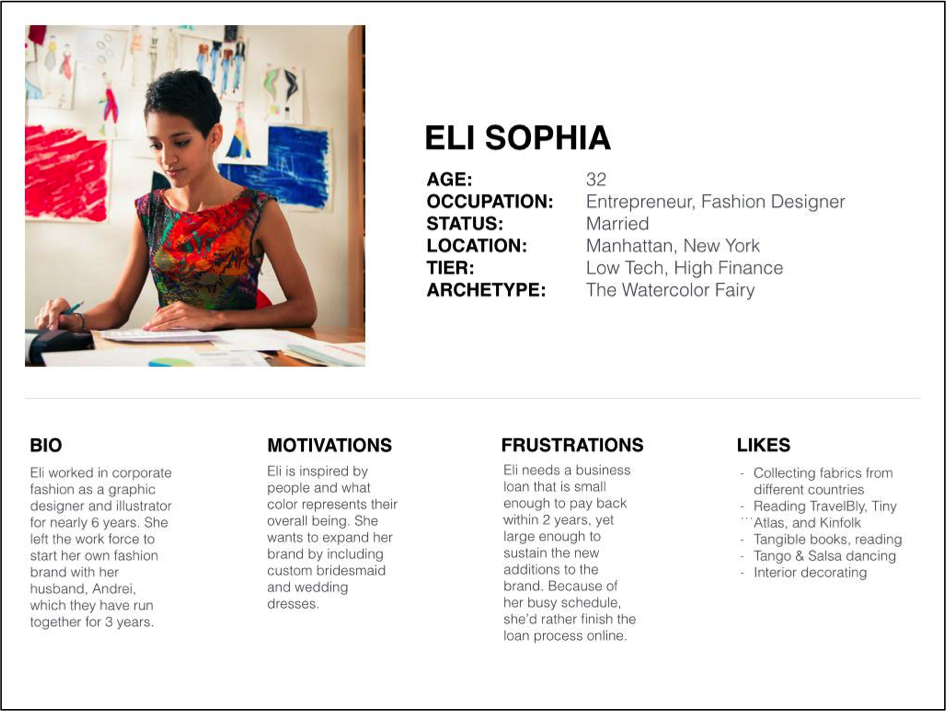 ELI SOPHIA
AGE: 32
OCCUPATION: Entrepreneur, Fashion Designer
STATUS: Married
LOCATION: Manhattan, New York
TIER: Low Tech, High Finance
ARCHETYPE: The Watercolor Fairy
BIO
Eli worked in corporate
fashion as a graphic
designer and illustrator
for nearly 6 years. She
left the work force to
start her own fashion
brand with her
husband, Andrei,
which they have run
together for 3 years.
MOTIVATIONS
Eli is inspired by
people and what
color represents their
overall being. She
wants to expand her
brand by including
custom bridesmaid
and wedding
dresses.
FRUSTRATIONS
Eli needs a business
loan that is small
enough to pay back
within 2 years, yet
large enough to
sustain the new
additions to the
brand. Because of
her busy schedule,
she'd rather finish the
loan process online.
LIKES
- Collecting fabrics from
different countries
- Reading TravelBly, Tiny
...Atlas, and Kinfolk
- Tangible books, reading
- Tango & Salsa dancing
- Interior decorating